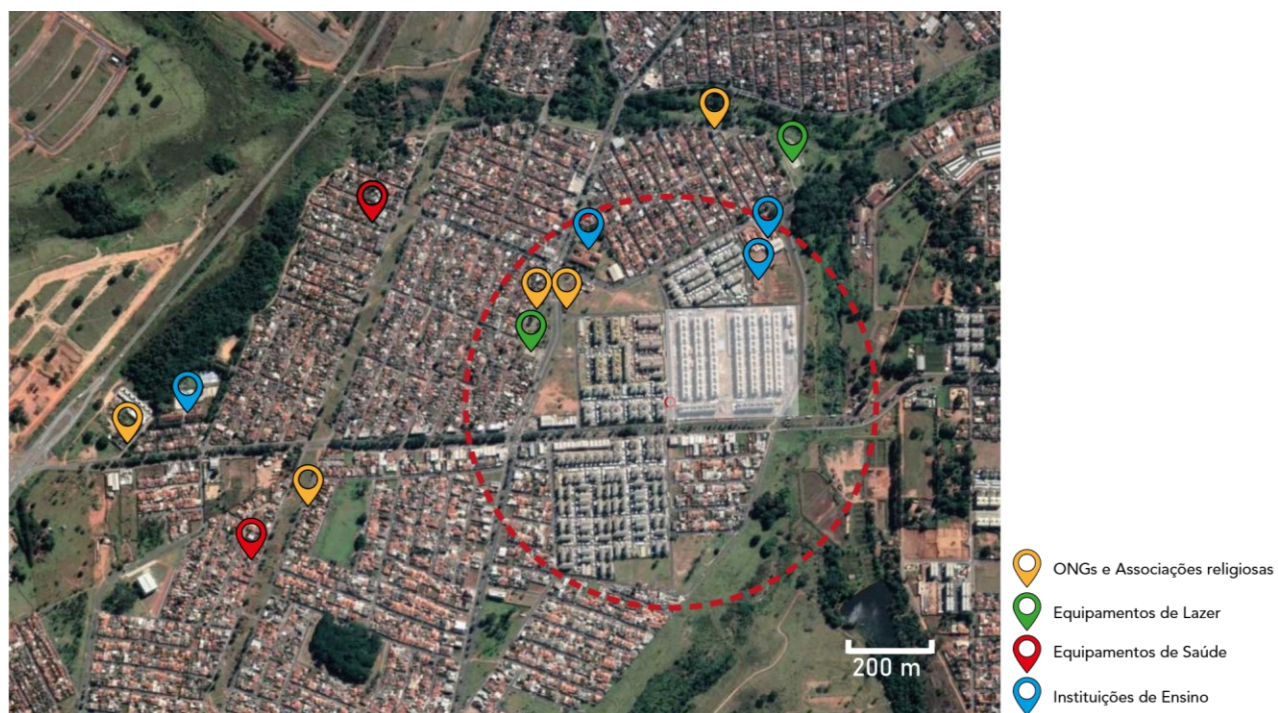 200 m
ONGs e Associações religiosas
Equipamentos de Lazer
Equipamentos de Saúde
Instituições de Ensino